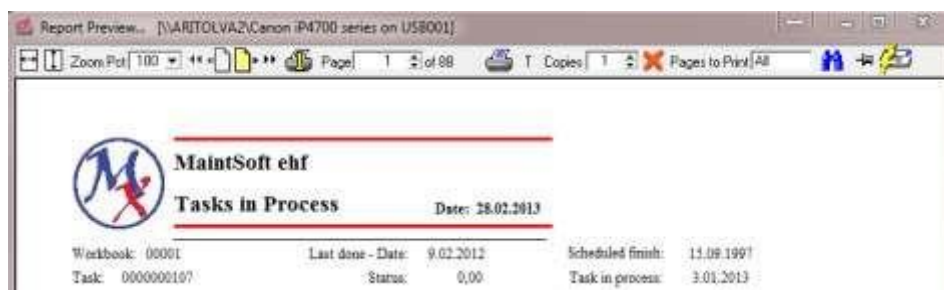 Report Preview... [\\ARITOLVA2\Canon iP4700 series on USB001]
Zoom Pct 100 Page 1 of 88 T Copies 1 Pages to Print All
MaintSoft ehf
Tasks in Process Date: 28.02.2013
Workbook: 00001 Last done - Date: 9.02.2012 Scheduled finish: 15.09.1997
Task: 0000000107 Status: 0,00 Task in process: 3.01.2013